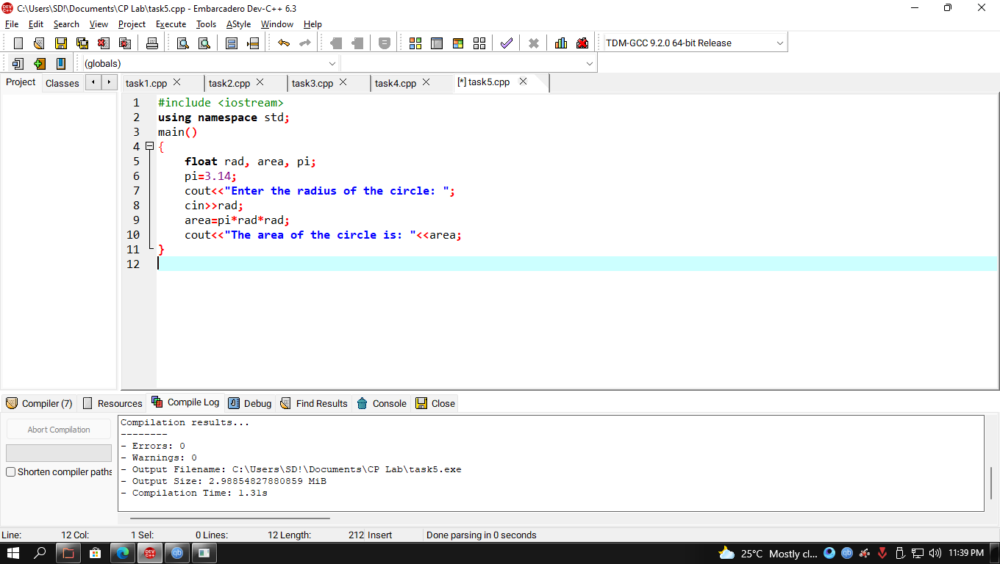 C:\Users\SD!\Documents\CP Lab\task5.cpp - Embarcadero Dev-C++ 6.3
File Edit Search View Project Execute Tools AStyle Window Help
TDM-GCC 9.2.0 64-bit Release
(globals)
Project Classes task1.cpp task2.cpp task3.cpp task4.cpp [*] task5.cpp
1 #include <iostream>
2 using namespace std;
3 main()
4 {
5 float rad, area, pi;
6 pi=3.14;
7 cout<<"Enter the radius of the circle: ";
8 cin>>rad;
9 area=pi*rad*rad;
10 cout<<"The area of the circle is: "<<area;
11 }
12
Compiler (7) Resources Compile Log Debug Find Results Console Close
Abort Compilation
Shorten compiler paths
Compilation results...
--------
- Errors: 0
- Warnings: 0
- Output Filename: C:\Users\SD!\Documents\CP Lab\task5.exe
- Output Size: 2.98854827880859 MiB
- Compilation Time: 1.31s
Line: 12 Col: 1 Sel: 0 Lines: 12 Length: 212 Insert Done parsing in 0 seconds
25°C Mostly cl... 11:39 PM